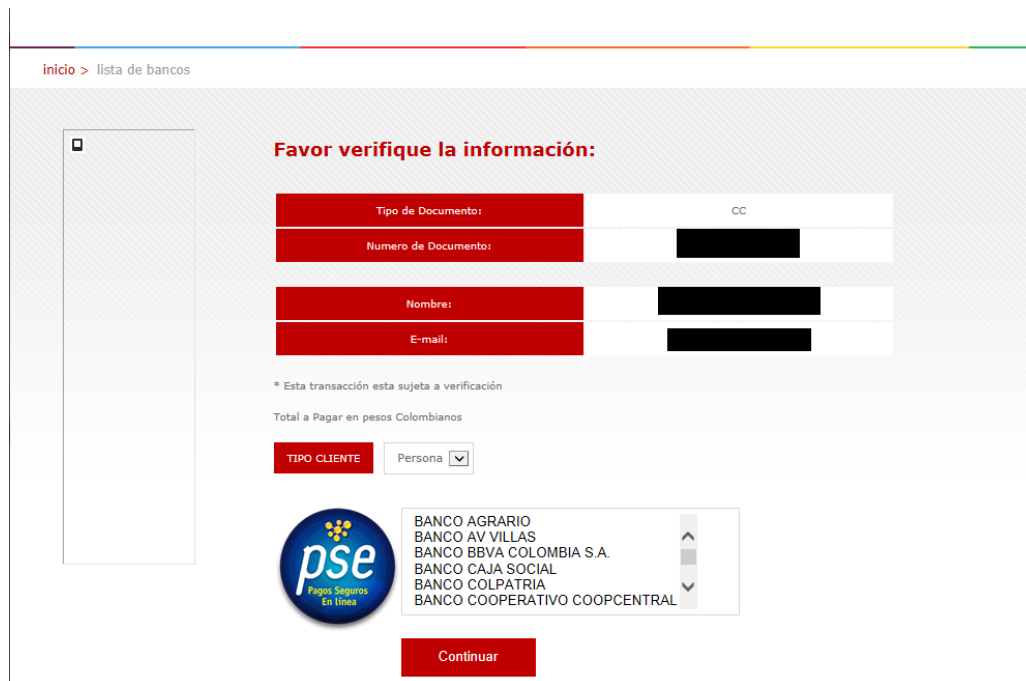 inicio > lista de bancos
Favor verifique la información:
Tipo de Documento: CC
Numero de Documento:
Nombre:
E-mail:
* Esta transacción esta sujeta a verificación
Total a Pagar en pesos Colombianos
TIPO CLIENTE Persona
pse
Pagos Seguros
En línea
BANCO AGRARIO
BANCO AV VILLAS
BANCO BBVA COLOMBIA S.A.
BANCO CAJA SOCIAL
BANCO COLPATRIA
BANCO COOPERATIVO COOPCENTRAL
Continuar